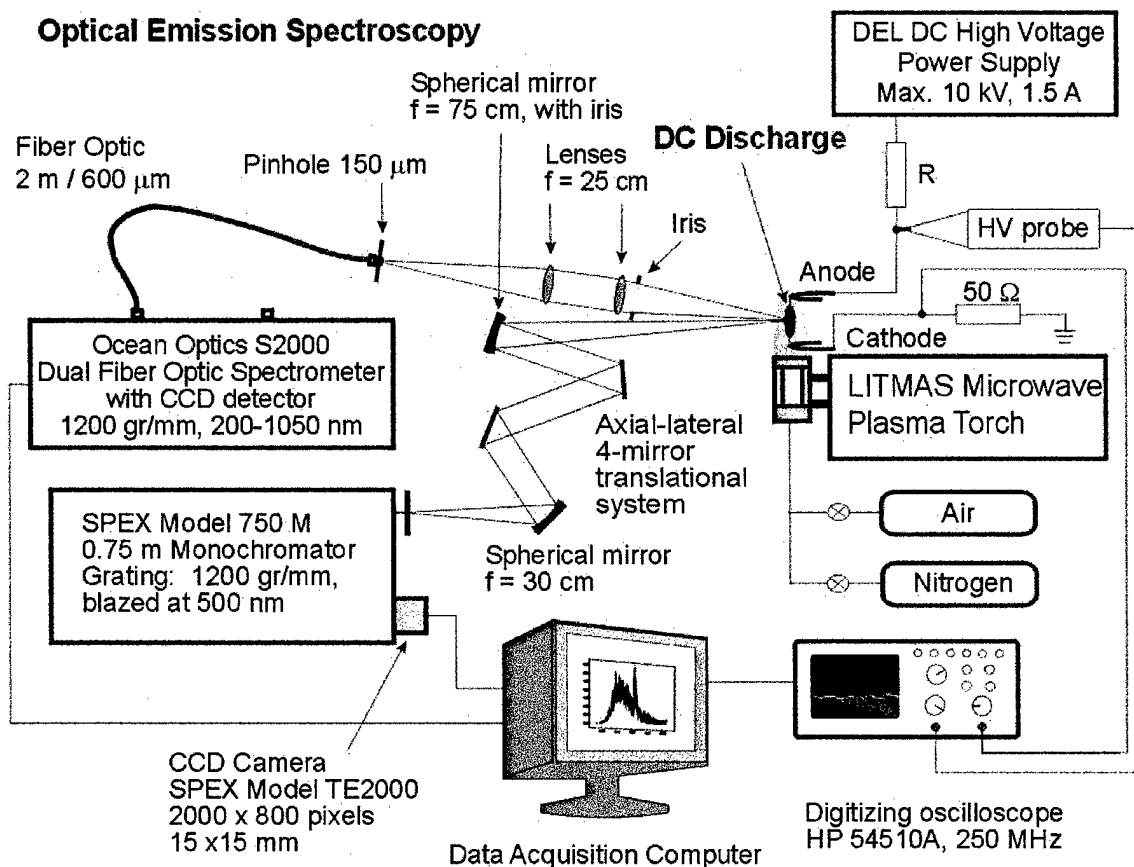 Optical Emission Spectroscopy
DEL DC High Voltage
Power Supply
Max. 10 kV, 1.5 A
Spherical mirror
f = 75 cm, with iris
DC Discharge
Fiber Optic
2 m / 600 μm
Pinhole 150 μm
Lenses
f = 25 cm
R
Iris
HV probe
Anode
50 Ω
Cathode
Ocean Optics S2000
Dual Fiber Optic Spectrometer
with CCD detector
1200 gr/mm, 200-1050 nm
LITMAS Microwave
Plasma Torch
Axial-lateral
4-mirror
translational
system
SPEX Model 750 M
0.75 m Monochromator
Grating: 1200 gr/mm,
blazed at 500 nm
Air
Spherical mirror
f = 30 cm
Nitrogen
CCD Camera
SPEX Model TE2000
2000 x 800 pixels
15 x15 mm
Digitizing oscilloscope
HP 54510A, 250 MHz
Data Acquisition Computer